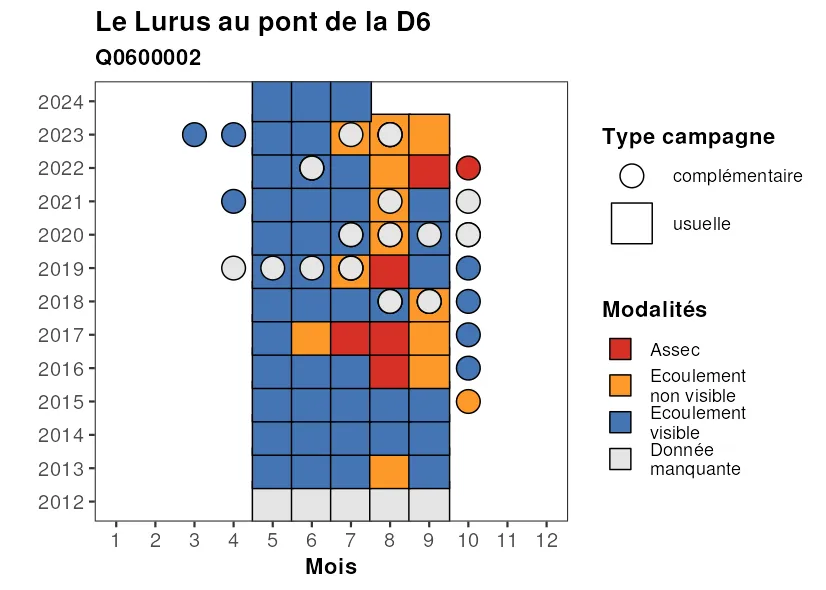 Le Lurus au pont de la D6
Q0600002
2024
2023
2022
2021
2020
2019
2018
2017
2016
2015
2014
2013
2012
1 2 3 4 5 6 7 8 9 10 11 12
Mois
Type campagne
complémentaire
usuelle
Modalités
Assec
Ecoulement
non visible
Ecoulement
visible
Donnée
manquante